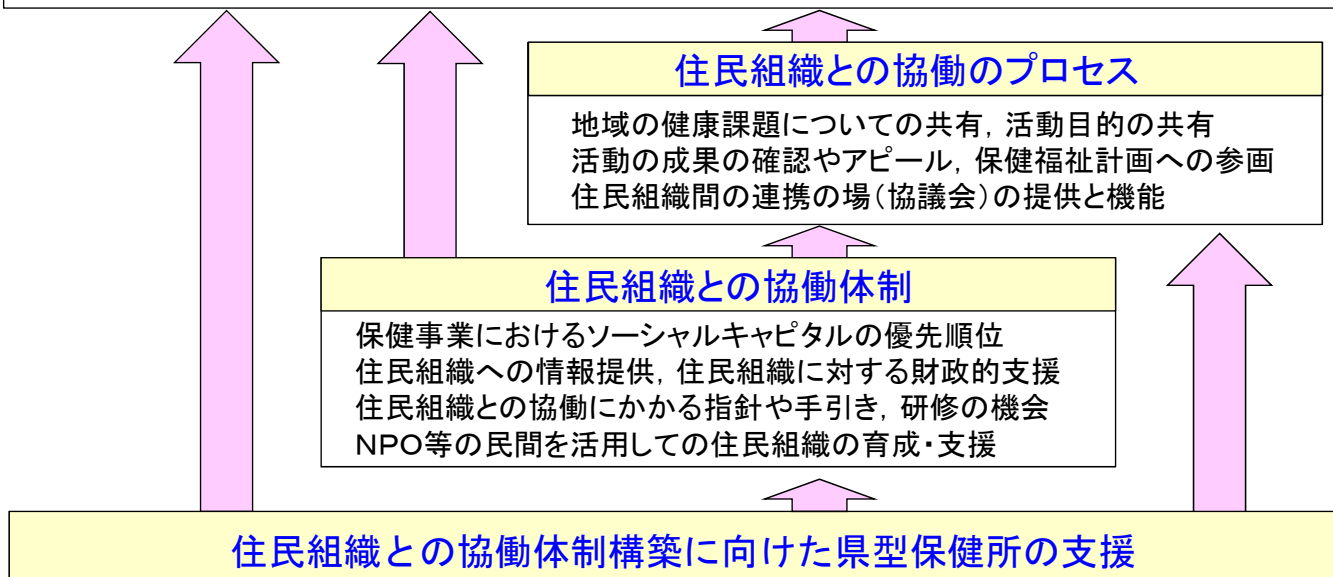 住民組織との協働のプロセス
地域の健康課題についての共有，活動目的の共有
活動の成果の確認やアピール，保健福祉計画への参画
住民組織間の連携の場（協議会）の提供と機能
住民組織との協働体制
保健事業におけるソーシャルキャピタルの優先順位
住民組織への情報提供，住民組織に対する財政的支援
住民組織との協働にかかる指針や手引き，研修の機会
ＮＰＯ等の民間を活用しての住民組織の育成・支援
住民組織との協働体制構築に向けた県型保健所の支援